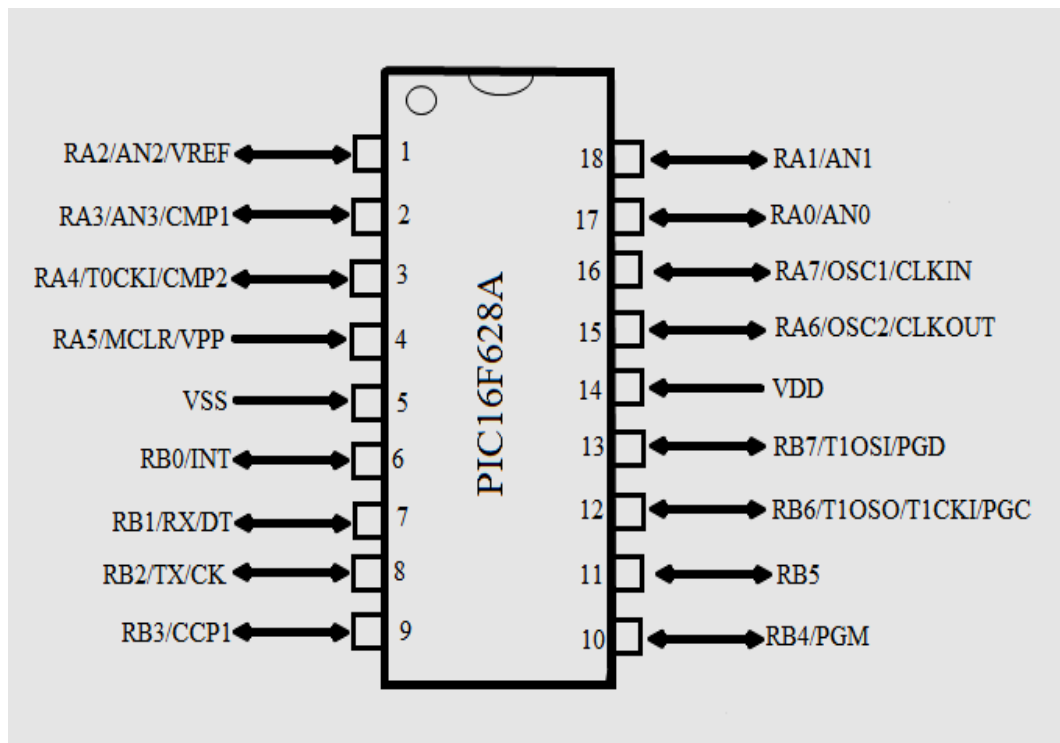 RA2/AN2/VREF 1
RA3/AN3/CMP1 2
RA4/T0CKI/CMP2 3
RA5/MCLR/VPP 4
VSS 5
RB0/INT 6
RB1/RX/DT 7
RB2/TX/CK 8
RB3/CCP1 9
PIC16F628A
18 RA1/AN1
17 RA0/AN0
16 RA7/OSC1/CLKIN
15 RA6/OSC2/CLKOUT
14 VDD
13 RB7/T1OSI/PGD
12 RB6/T1OSO/T1CKI/PGC
11 RB5
10 RB4/PGM